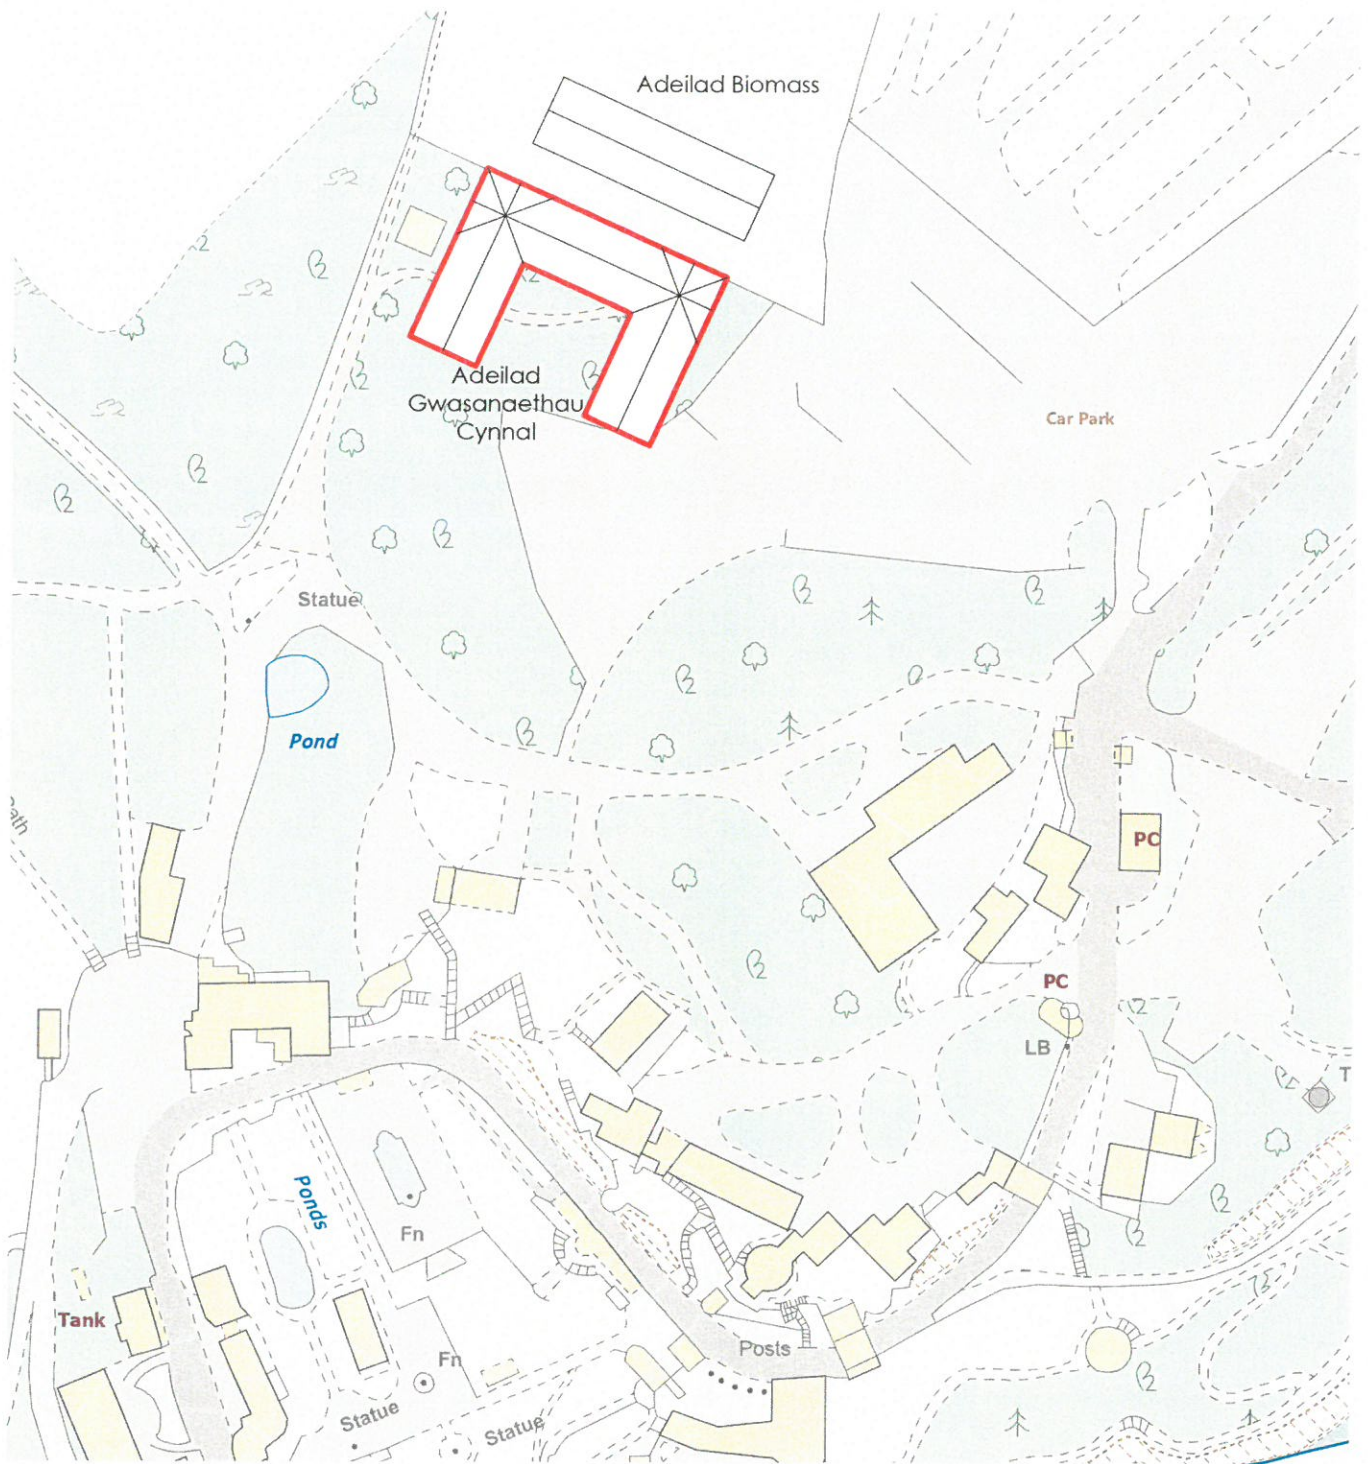 Adeilad Biomass
Adeilad
Gwasanaethau
Cynnal
Car Park
Statue
Pond
PC
PC
LB
T
Ponds
Fn
Tank
Fn
Posts
Statue
Statue